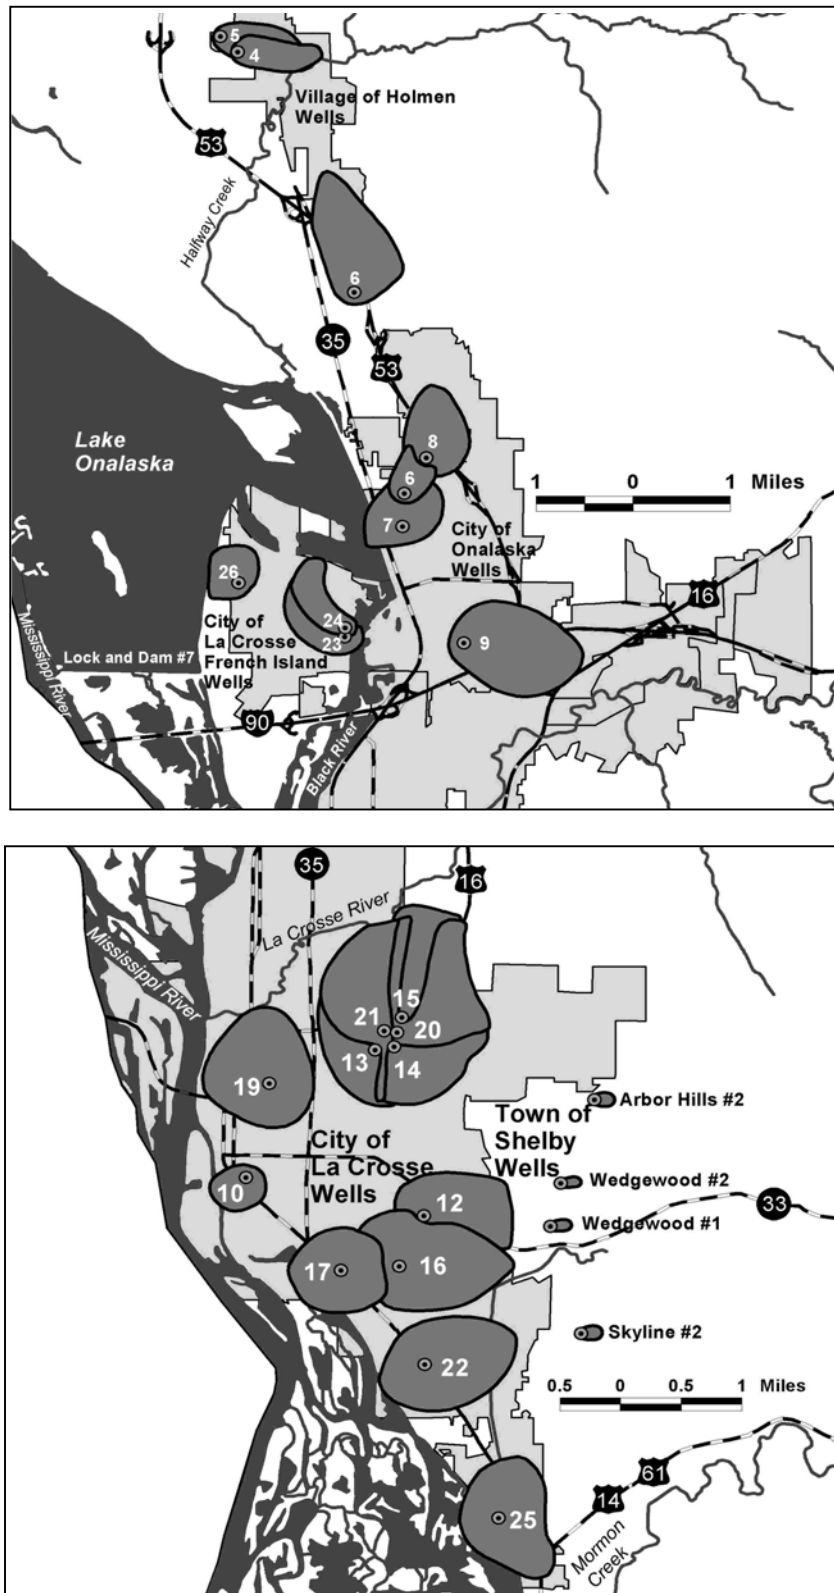 5
4
Village of Holmen
Wells
53
Halfway Creek
6
35
53
Lake
Onalaska
8
6
7
1 0 1 Miles
City of
Onalaska
Wells
16
26
24
23
City of
La Crosse
French Island
Wells
9
Mississippi River
Lock and Dam #7
90
Black River
35
16
La Crosse River
Mississippi River
15
21
20
13
14
19
Arbor Hills #2
Town of
Shelby
Wells
City of
La Crosse
Wells
10
Wedgewood #2
12
33
Wedgewood #1
17
16
Skyline #2
22
0.5 0 0.5 1 Miles
61
14
25
Mormon
Creek